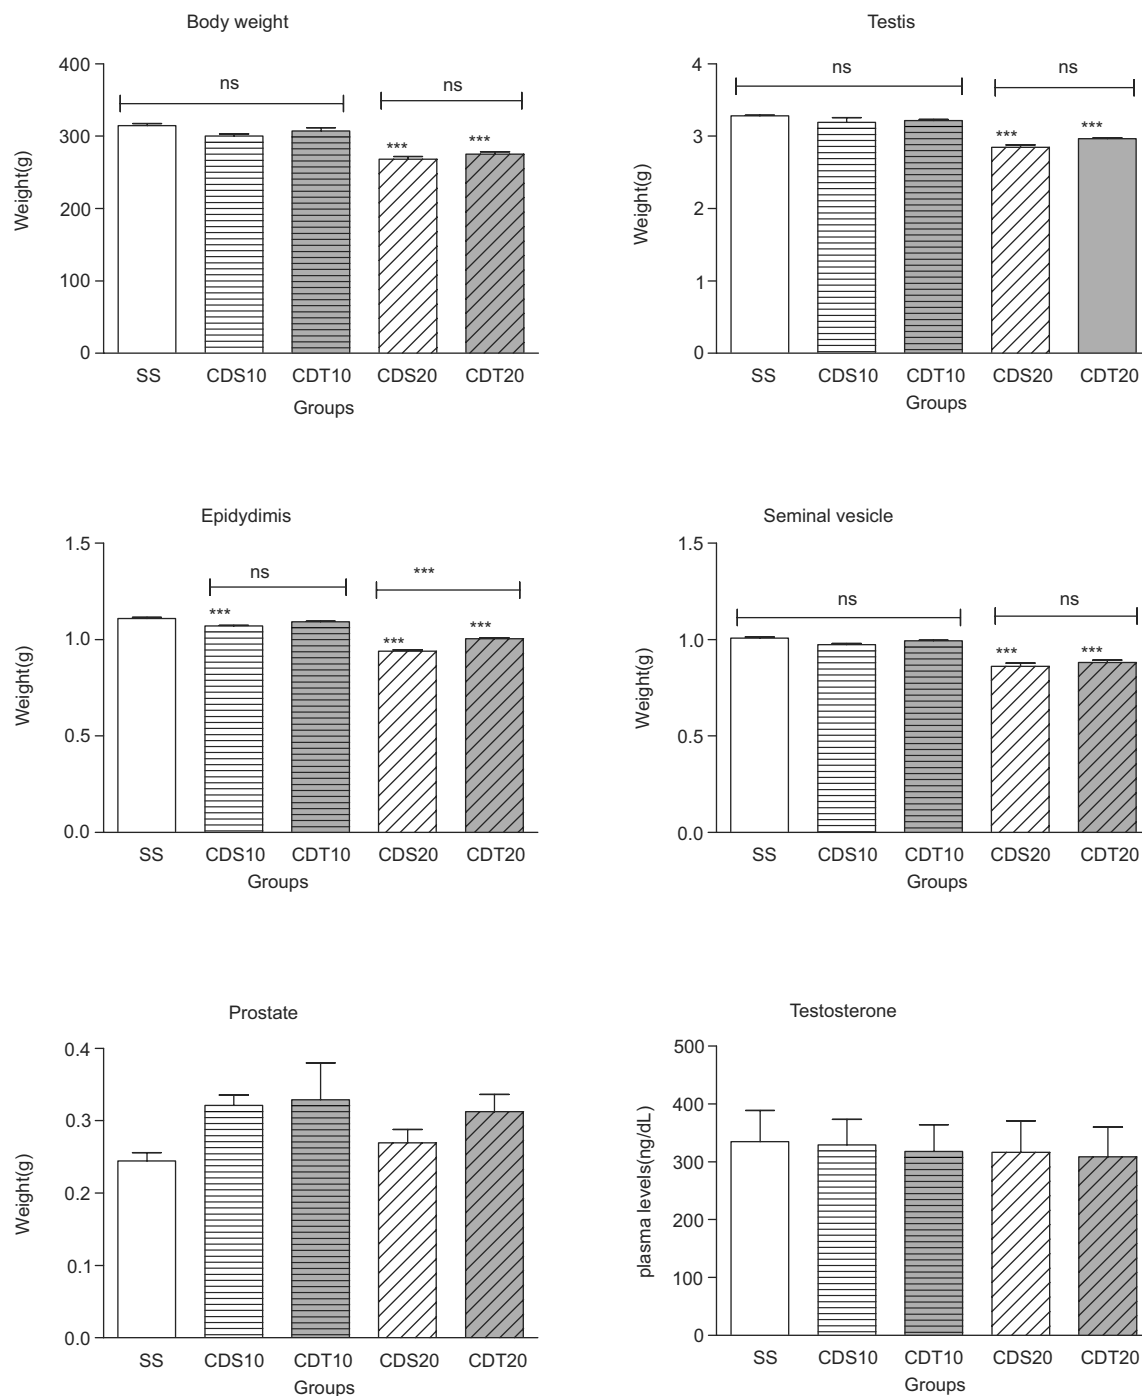 Body weight
400
300
200
100
0
Weight(g)
ns
ns
***
***
SS CDS10 CDT10 CDS20 CDT20
Groups
Testis
4
3
2
1
0
Weight(g)
ns
ns
***
***
SS CDS10 CDT10 CDS20 CDT20
Groups
Epidydimis
1.5
1.0
0.5
0.0
Weight(g)
ns
***
***
***
***
SS CDS10 CDT10 CDS20 CDT20
Groups
Seminal vesicle
1.5
1.0
0.5
0.0
Weight(g)
ns
ns
***
***
SS CDS10 CDT10 CDS20 CDT20
Groups
Prostate
0.4
0.3
0.2
0.1
0.0
Weight(g)
SS CDS10 CDT10 CDS20 CDT20
Testosterone
500
400
300
200
100
0
plasma levels(ng/dL)
SS CDS10 CDT10 CDS20 CDT20
Groups